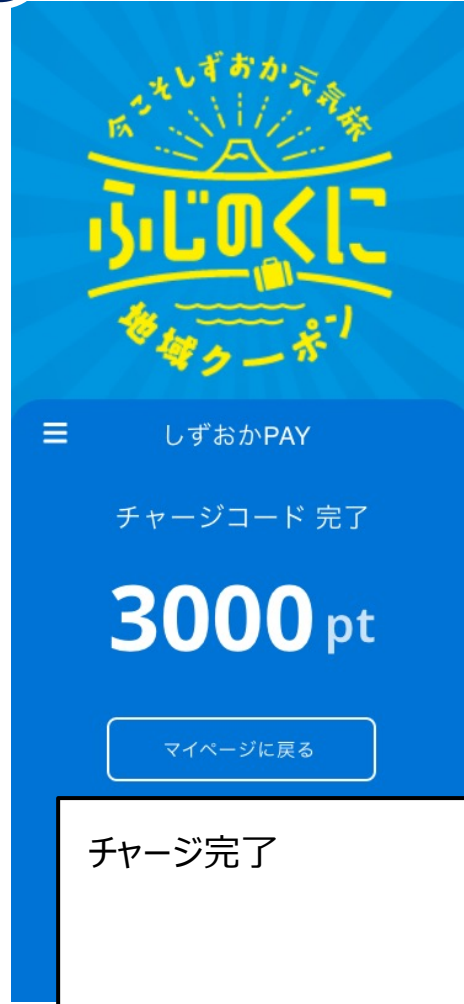 今こそしずおか元気旅
ふじのくに
地域クーポン
しずおかPAY
チャージコード 完了
3000 pt
マイページに戻る
チャージ完了